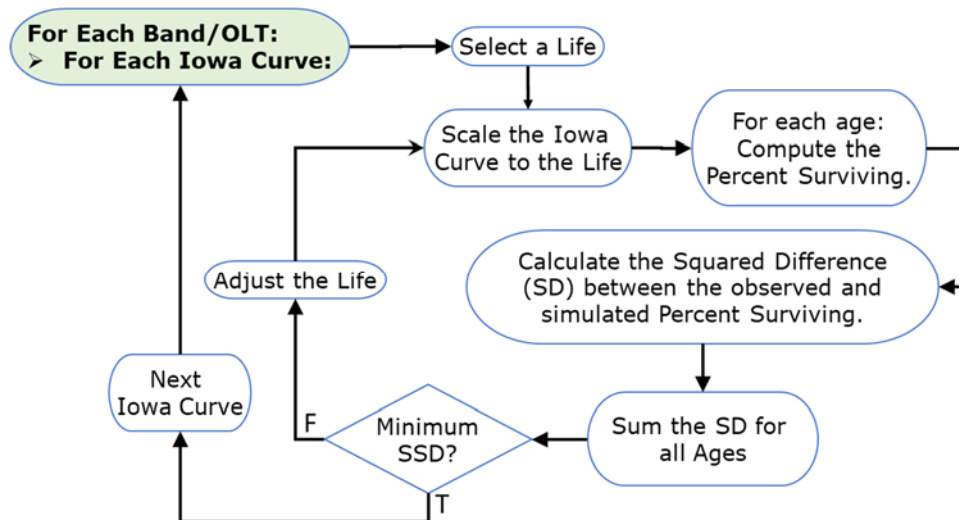 For Each Band/OLT:
➢ For Each Iowa Curve:
Select a Life
Scale the Iowa
Curve to the Life
For each age:
Compute the
Percent Surviving.
Calculate the Squared Difference
(SD) between the observed and
simulated Percent Surviving.
Sum the SD for
all Ages
Minimum
SSD?
F
T
Adjust the Life
Next
Iowa Curve